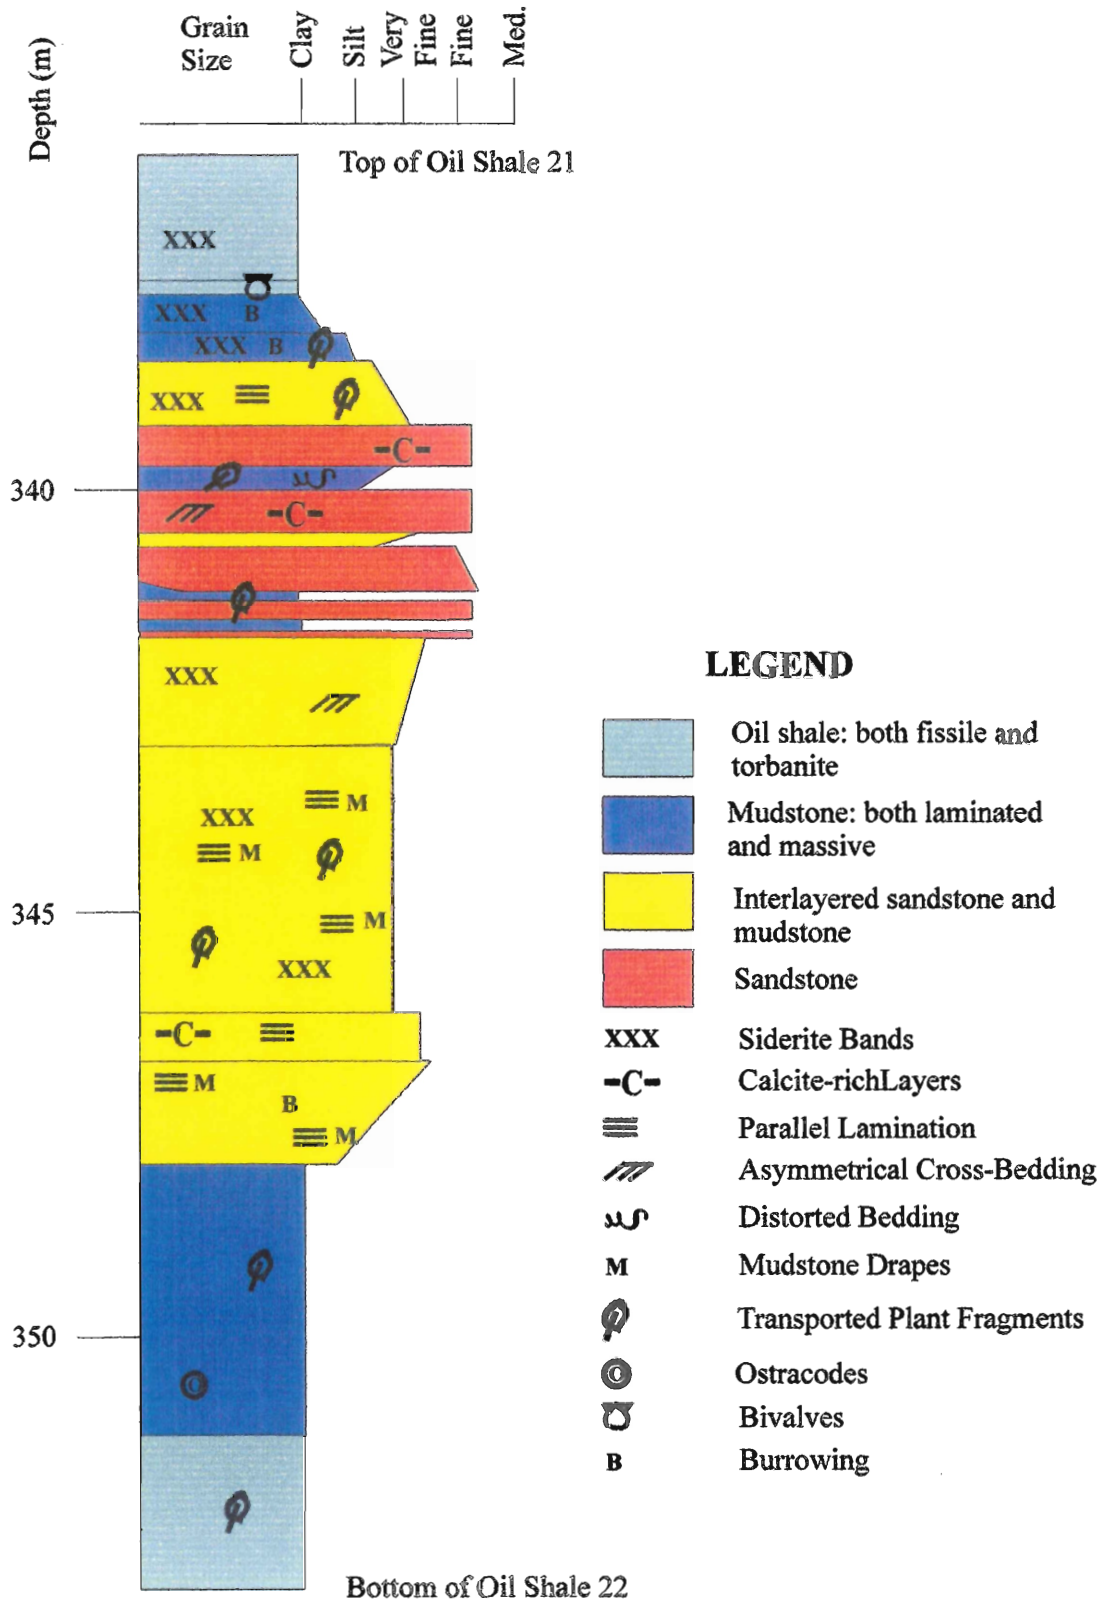 Grain
Size
Clay
Silt
Very
Fine
Fine
Med.
Depth (m)
Top of Oil Shale 21
XXX
XXX B
XXX B
XXX
-C-
340
-C-
XXX
M
XXX
M
345
M
XXX
-C-
M
B
M
350
Bottom of Oil Shale 22
LEGEND
Oil shale: both fissile and
torbanite
Mudstone: both laminated
and massive
Interlayered sandstone and
mudstone
Sandstone
XXX Siderite Bands
-C- Calcite-richLayers
Parallel Lamination
Asymmetrical Cross-Bedding
Distorted Bedding
M Mudstone Drapes
Transported Plant Fragments
Ostracodes
Bivalves
B Burrowing